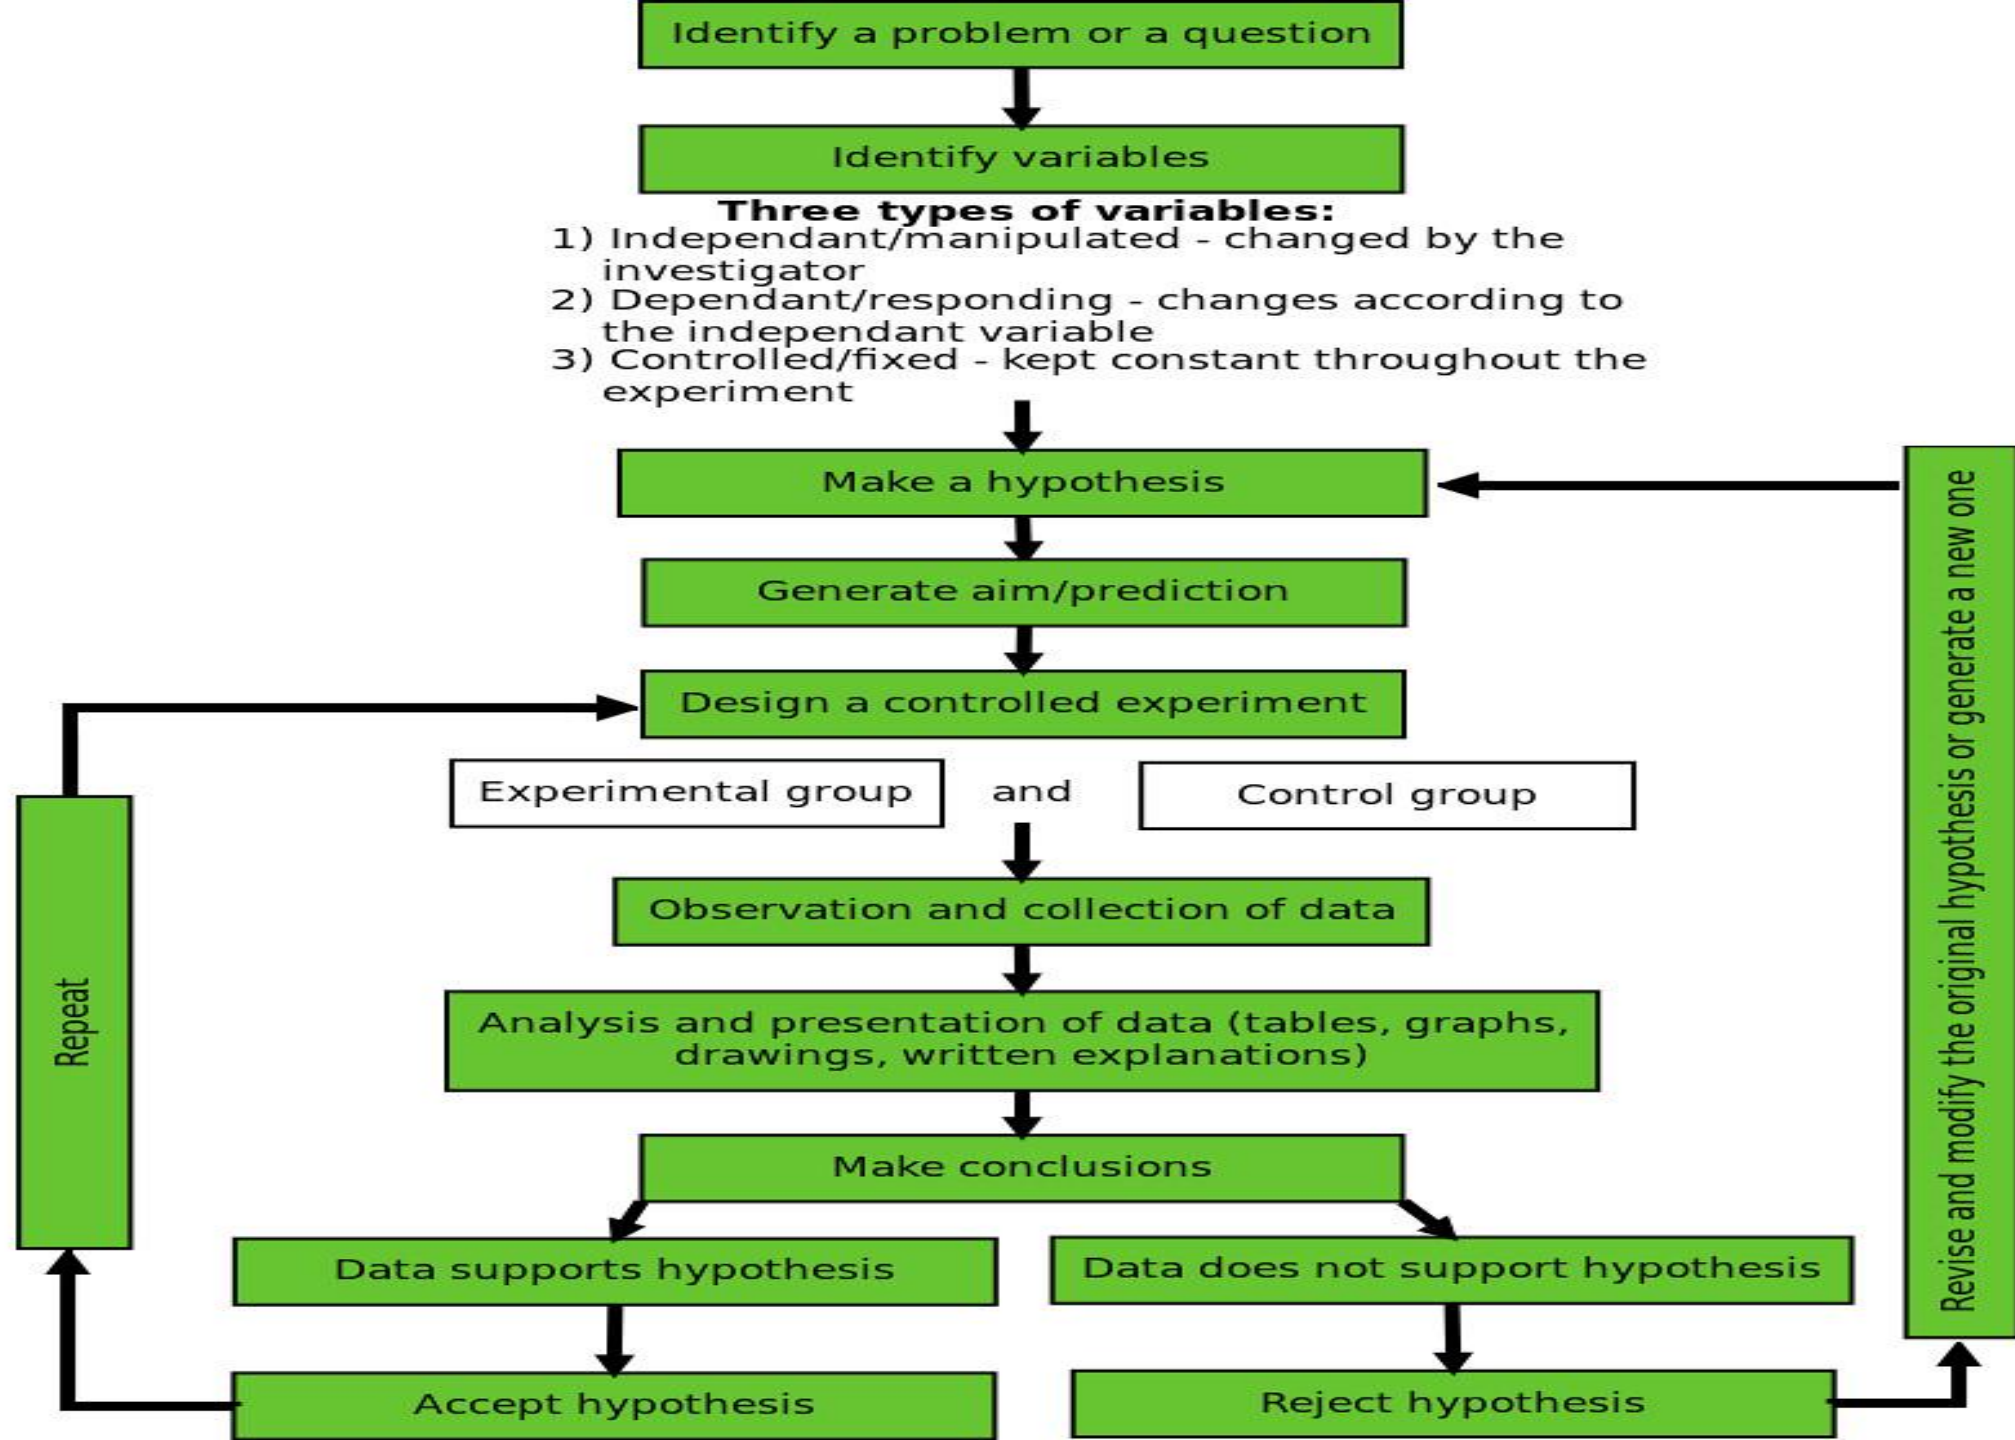 Identify a problem or a question
Identify variables
Three types of variables:
1) Independant/manipulated - changed by the
investigator
2) Dependant/responding - changes according to
the independant variable
3) Controlled/fixed - kept constant throughout the
experiment
Make a hypothesis
Generate aim/prediction
Design a controlled experiment
Experimental group and Control group
Observation and collection of data
Analysis and presentation of data (tables, graphs,
drawings, written explanations)
Make conclusions
Data supports hypothesis
Data does not support hypothesis
Accept hypothesis
Reject hypothesis
Repeat
Revise and modify the original hypothesis or generate a new one